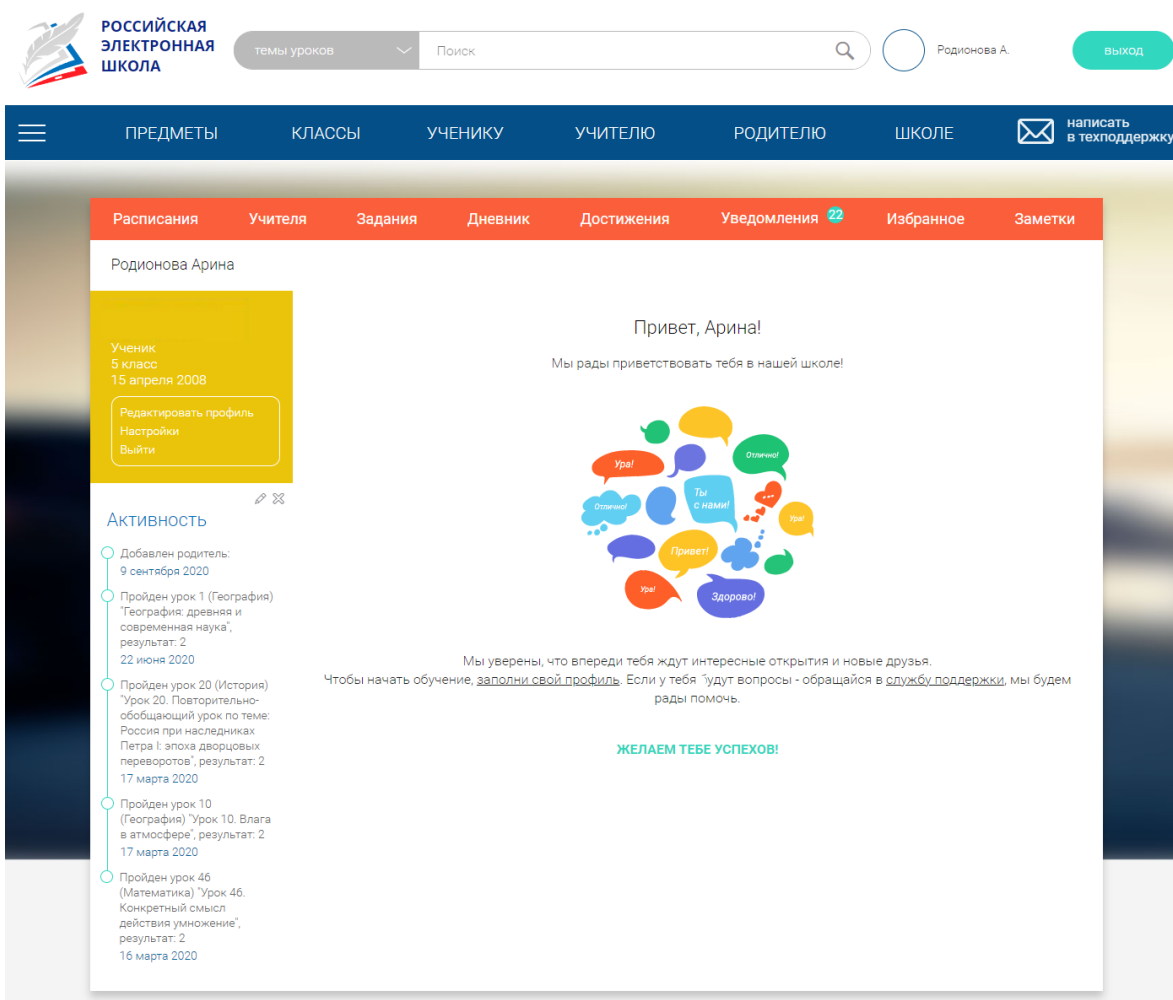 РОССИЙСКАЯ
ЭЛЕКТРОННАЯ
ШКОЛА
темы уроков
Поиск
Родионова А.
выход
ПРЕДМЕТЫ КЛАССЫ УЧЕНИКУ УЧИТЕЛЮ РОДИТЕЛЮ ШКОЛЕ
написать
в техподдержку
Расписания Учителя Задания Дневник Достижения Уведомления 22 Избранное Заметки
Родионова Арина
Ученик
5 класс
15 апреля 2008
Редактировать профиль
Настройки
Выйти
Активность
Добавлен родитель:
9 сентября 2020
Пройден урок 1 (География)
"География: древняя и
современная наука",
результат: 2
22 июня 2020
Пройден урок 20 (История)
"Урок 20. Повторительно-
обобщающий урок по теме:
Россия при наследниках
Петра I: эпоха дворцовых
переворотов", результат: 2
17 марта 2020
Пройден урок 10
(География) "Урок 10. Влага
в атмосфере", результат: 2
17 марта 2020
Пройден урок 46
(Математика) "Урок 46.
Конкретный смысл
действия умножение",
результат: 2
16 марта 2020
Привет, Арина!
Мы рады приветствовать тебя в нашей школе!
Отлично!
Ура!
Ты
с нами!
Отлично!
Ура!
Привет!
Ура!
Здорово!
Мы уверены, что впереди тебя ждут интересные открытия и новые друзья.
Чтобы начать обучение, заполни свой профиль. Если у тебя будут вопросы - обращайся в службу поддержки, мы будем
рады помочь.
ЖЕЛАЕМ ТЕБЕ УСПЕХОВ!